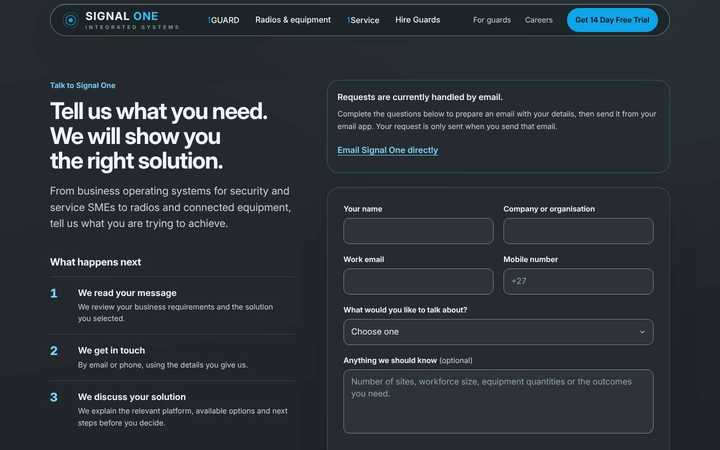 SIGNAL ONE
INTEGRATED SYSTEMS
1GUARD
Radios & equipment
1Service
Hire Guards
For guards
Careers
Get 14 Day Free Trial
Talk to Signal One
Tell us what you need.
We will show you
the right solution.
From business operating systems for security and
service SMEs to radios and connected equipment,
tell us what you are trying to achieve.
What happens next
1
We read your message
We review your business requirements and the solution
you selected.
2
We get in touch
By email or phone, using the details you give us.
3
We discuss your solution
We explain the relevant platform, available options and next
steps before you decide.
Requests are currently handled by email.
Complete the questions below to prepare an email with your details, then send it from your
email app. Your request is only sent when you send that email.
Email Signal One directly
Your name
Company or organisation
Work email
Mobile number
+27
What would you like to talk about?
Choose one
Anything we should know (optional)
Number of sites, workforce size, equipment quantities or the outcomes
you need.